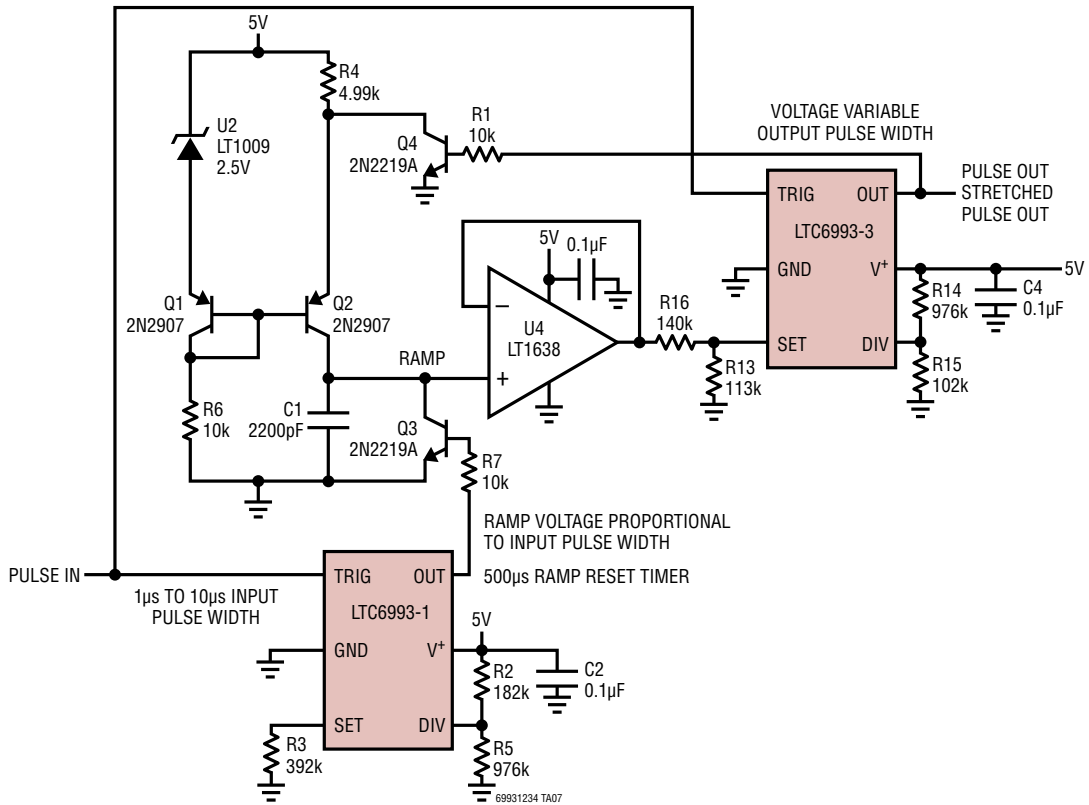 5V
R4
4.99k
U2
LT1009
2.5V
Q4
2N2219A
R1
10k
VOLTAGE VARIABLE
OUTPUT PULSE WIDTH
TRIG
OUT
LTC6993-3
GND
V+
SET
DIV
PULSE OUT
STRETCHED
PULSE OUT
5V
R14
976k
C4
0.1µF
R15
102k
Q1
2N2907
Q2
2N2907
5V
0.1µF
–
+
U4
LT1638
R16
140k
R13
113k
RAMP
R6
10k
C1
2200pF
Q3
2N2219A
R7
10k
RAMP VOLTAGE PROPORTIONAL
TO INPUT PULSE WIDTH
500µs RAMP RESET TIMER
PULSE IN
1µs TO 10µs INPUT
PULSE WIDTH
TRIG
OUT
LTC6993-1
GND
V+
SET
DIV
5V
R2
182k
C2
0.1µF
R3
392k
R5
976k
69931234 TA07